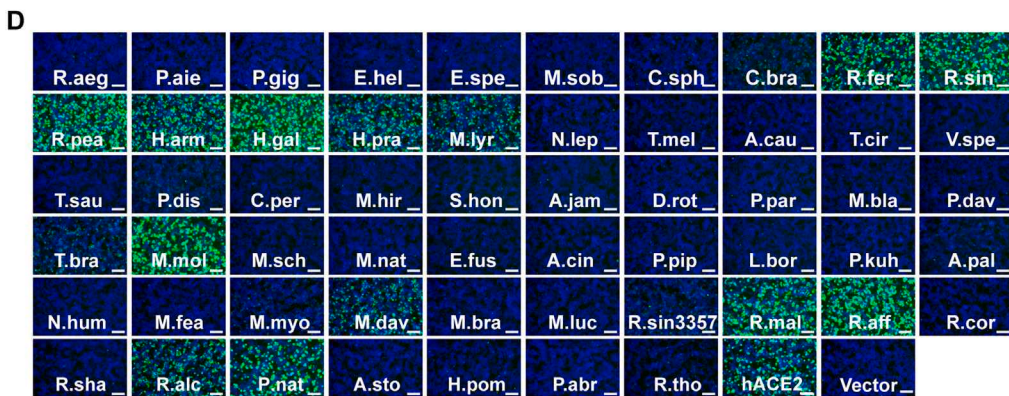 D
R.aeg P.aie P.gig E.hel E.spe M.sob C.sph C.bra R.fer R.sin
R.pea H.arm H.gal H.pra M.lyr N.lep T.mel A.cau T.cir V.spe
T.sau P.dis C.per M.hir S.hon A.jam D.rot P.par M.bla P.dav
T.bra M.mol M.sch M.nat E.fus A.cin P.pip L.bor P.kuh A.pal
N.hum M.fea M.myo M.dav M.bra M.luc R.sin3357 R.mal R.aff R.cor
R.sha R.alc P.nat A.sto H.pom P.abr R.tho hACE2 Vector